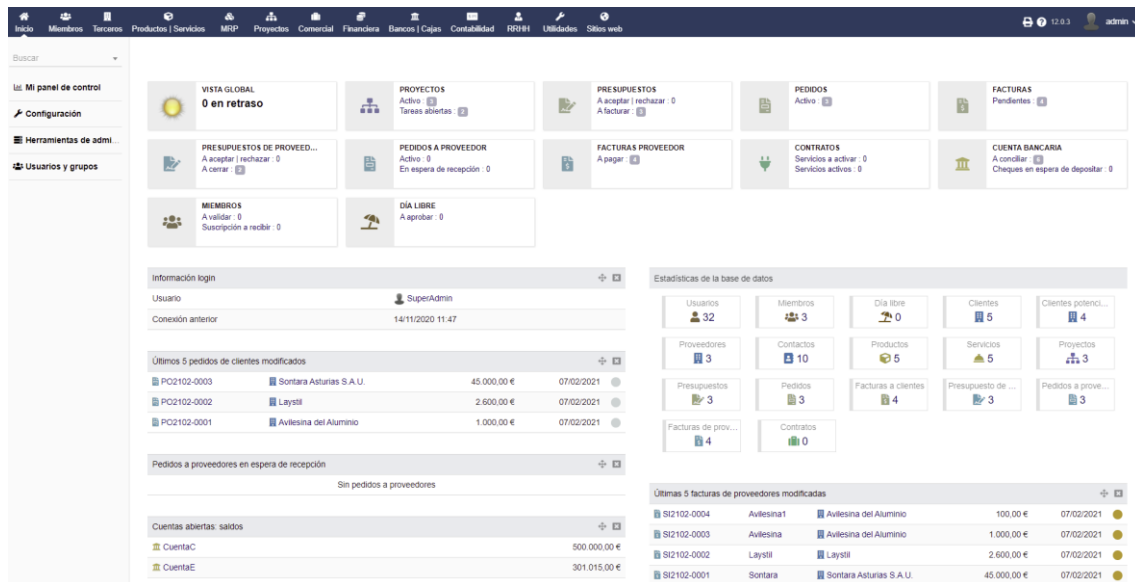 Inicio Miembros Terceros Productos | Servicios MRP Proyectos Comercial Financiera Bancos | Cajas Contabilidad RRHH Utilidades Sitios web 12.0.3 admin
Buscar
Mi panel de control
Configuración
Herramientas de admi...
Usuarios y grupos
VISTA GLOBAL
0 en retraso
PROYECTOS
Activo : 3
Tareas abiertas : 2
PRESUPUESTOS
A aceptar | rechazar : 0
A facturar : 3
PEDIDOS
Activo : 3
FACTURAS
Pendientes : 4
PRESUPUESTOS DE PROVEED...
A aceptar | rechazar : 0
A cerrar : 2
PEDIDOS A PROVEEDOR
Activo : 0
En espera de recepción : 0
FACTURAS PROVEEDOR
A pagar : 4
CONTRATOS
Servicios a activar : 0
Servicios activos : 0
CUENTA BANCARIA
A conciliar : 4
Cheques en espera de depositar : 0
MIEMBROS
A validar : 0
Suscripción a recibir : 0
DÍA LIBRE
A aprobar : 0
Información login
Usuario SuperAdmin
Conexión anterior 14/11/2020 11:47
Últimos 5 pedidos de clientes modificados
PO2102-0003 Sontara Asturias S.A.U. 45.000,00 € 07/02/2021
PO2102-0002 Laystil 2.600,00 € 07/02/2021
PO2102-0001 Avilesina del Aluminio 1.000,00 € 07/02/2021
Pedidos a proveedores en espera de recepción
Sin pedidos a proveedores
Cuentas abiertas: saldos
CuentaC 500.000,00 €
CuentaE 301.015,00 €
Estadísticas de la base de datos
Usuarios Miembros Día libre Clientes Clientes potenci...
32 3 0 5 4
Proveedores Contactos Productos Servicios Proyectos
3 10 5 5 3
Presupuestos Pedidos Facturas a clientes Presupuesto de ... Pedidos a prove...
3 3 4 3 3
Facturas de prov... Contratos
4 0
Últimas 5 facturas de proveedores modificadas
SI2102-0004 Avilesina1 Avilesina del Aluminio 100,00 € 07/02/2021
SI2102-0003 Avilesina Avilesina del Aluminio 1.000,00 € 07/02/2021
SI2102-0002 Laystil Laystil 2.600,00 € 07/02/2021
SI2102-0001 Sontara Sontara Asturias S.A.U. 45.000,00 € 07/02/2021